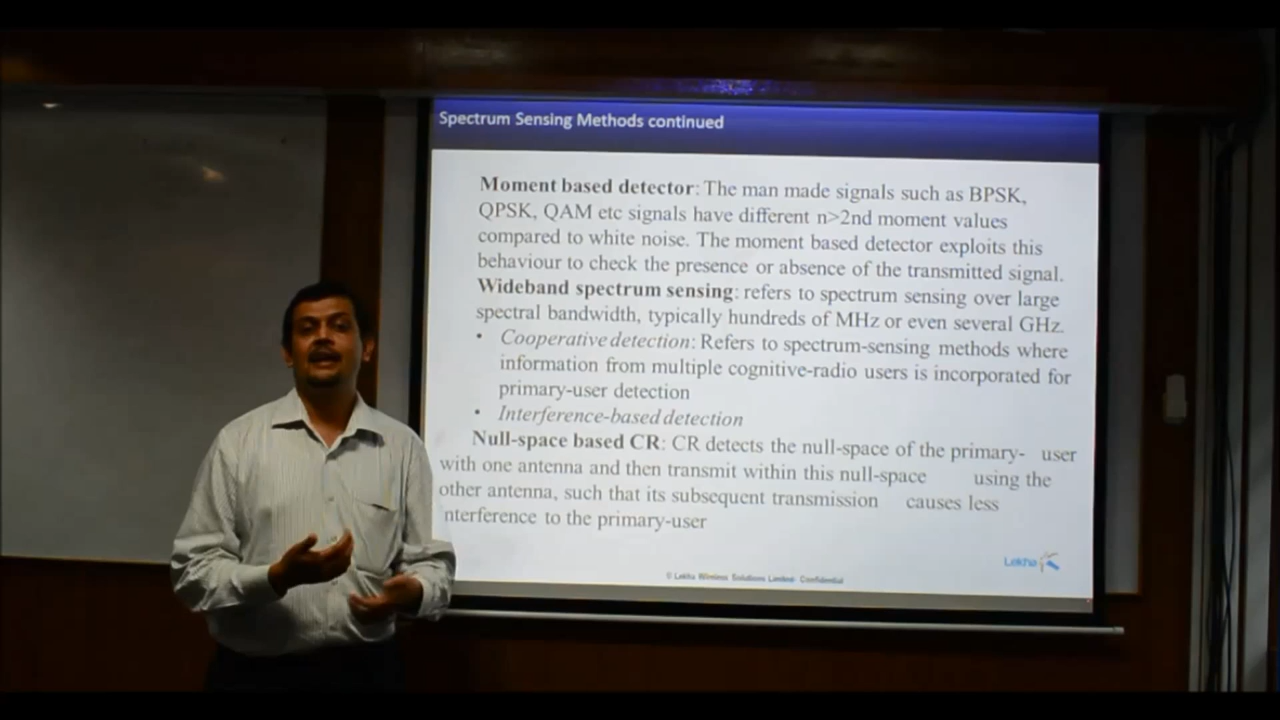 Spectrum Sensing Methods continued
Moment based detector: The man made signals such as BPSK,
QPSK, QAM etc signals have different n>2nd moment values
compared to white noise. The moment based detector exploits this
behaviour to check the presence or absence of the transmitted signal.
Wideband spectrum sensing: refers to spectrum sensing over large
spectral bandwidth, typically hundreds of MHz or even several GHz.
• Cooperative detection: Refers to spectrum-sensing methods where
information from multiple cognitive-radio users is incorporated for
primary-user detection
• Interference-based detection
Null-space based CR: CR detects the null-space of the primary- user
with one antenna and then transmit within this null-space using the
other antenna, such that its subsequent transmission causes less
nterference to the primary-user
Lekha
© Lekha Wireless Solutions Limited- Confidential